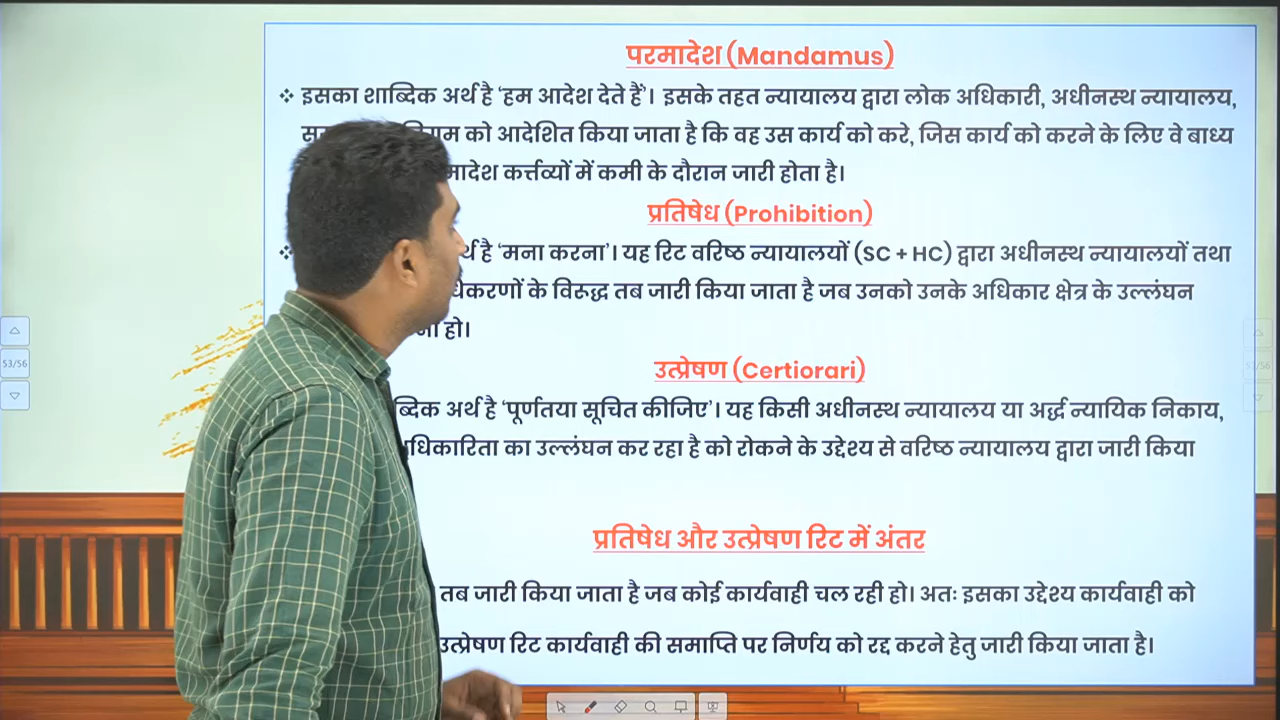 परमादेश (Mandamus)
❖ इसका शाब्दिक अर्थ है ‘हम आदेश देते हैं’। इसके तहत न्यायालय द्वारा लोक अधिकारी, अधीनस्थ न्यायालय,
को आदेशित किया जाता है कि वह उस कार्य को करे, जिस कार्य को करने के लिए वे बाध्य
कर्त्तव्यों में कमी के दौरान जारी होता है।
प्रतिषेध (Prohibition)
है ‘मना करना’। यह रिट वरिष्ठ न्यायालयों (SC + HC) द्वारा अधीनस्थ न्यायालयों तथा
के विरूद्ध तब जारी किया जाता है जब उनको उनके अधिकार क्षेत्र के उल्लंघन
हो।
उत्प्रेषण (Certiorari)
अर्थ है ‘पूर्णतया सूचित कीजिए’। यह किसी अधीनस्थ न्यायालय या अर्द्ध न्यायिक निकाय,
का उल्लंघन कर रहा है को रोकने के उद्देश्य से वरिष्ठ न्यायालय द्वारा जारी किया
प्रतिषेध और उत्प्रेषण रिट में अंतर
तब जारी किया जाता है जब कोई कार्यवाही चल रही हो। अतः इसका उद्देश्य कार्यवाही को
उत्प्रेषण रिट कार्यवाही की समाप्ति पर निर्णय को रद्द करने हेतु जारी किया जाता है।
53/56